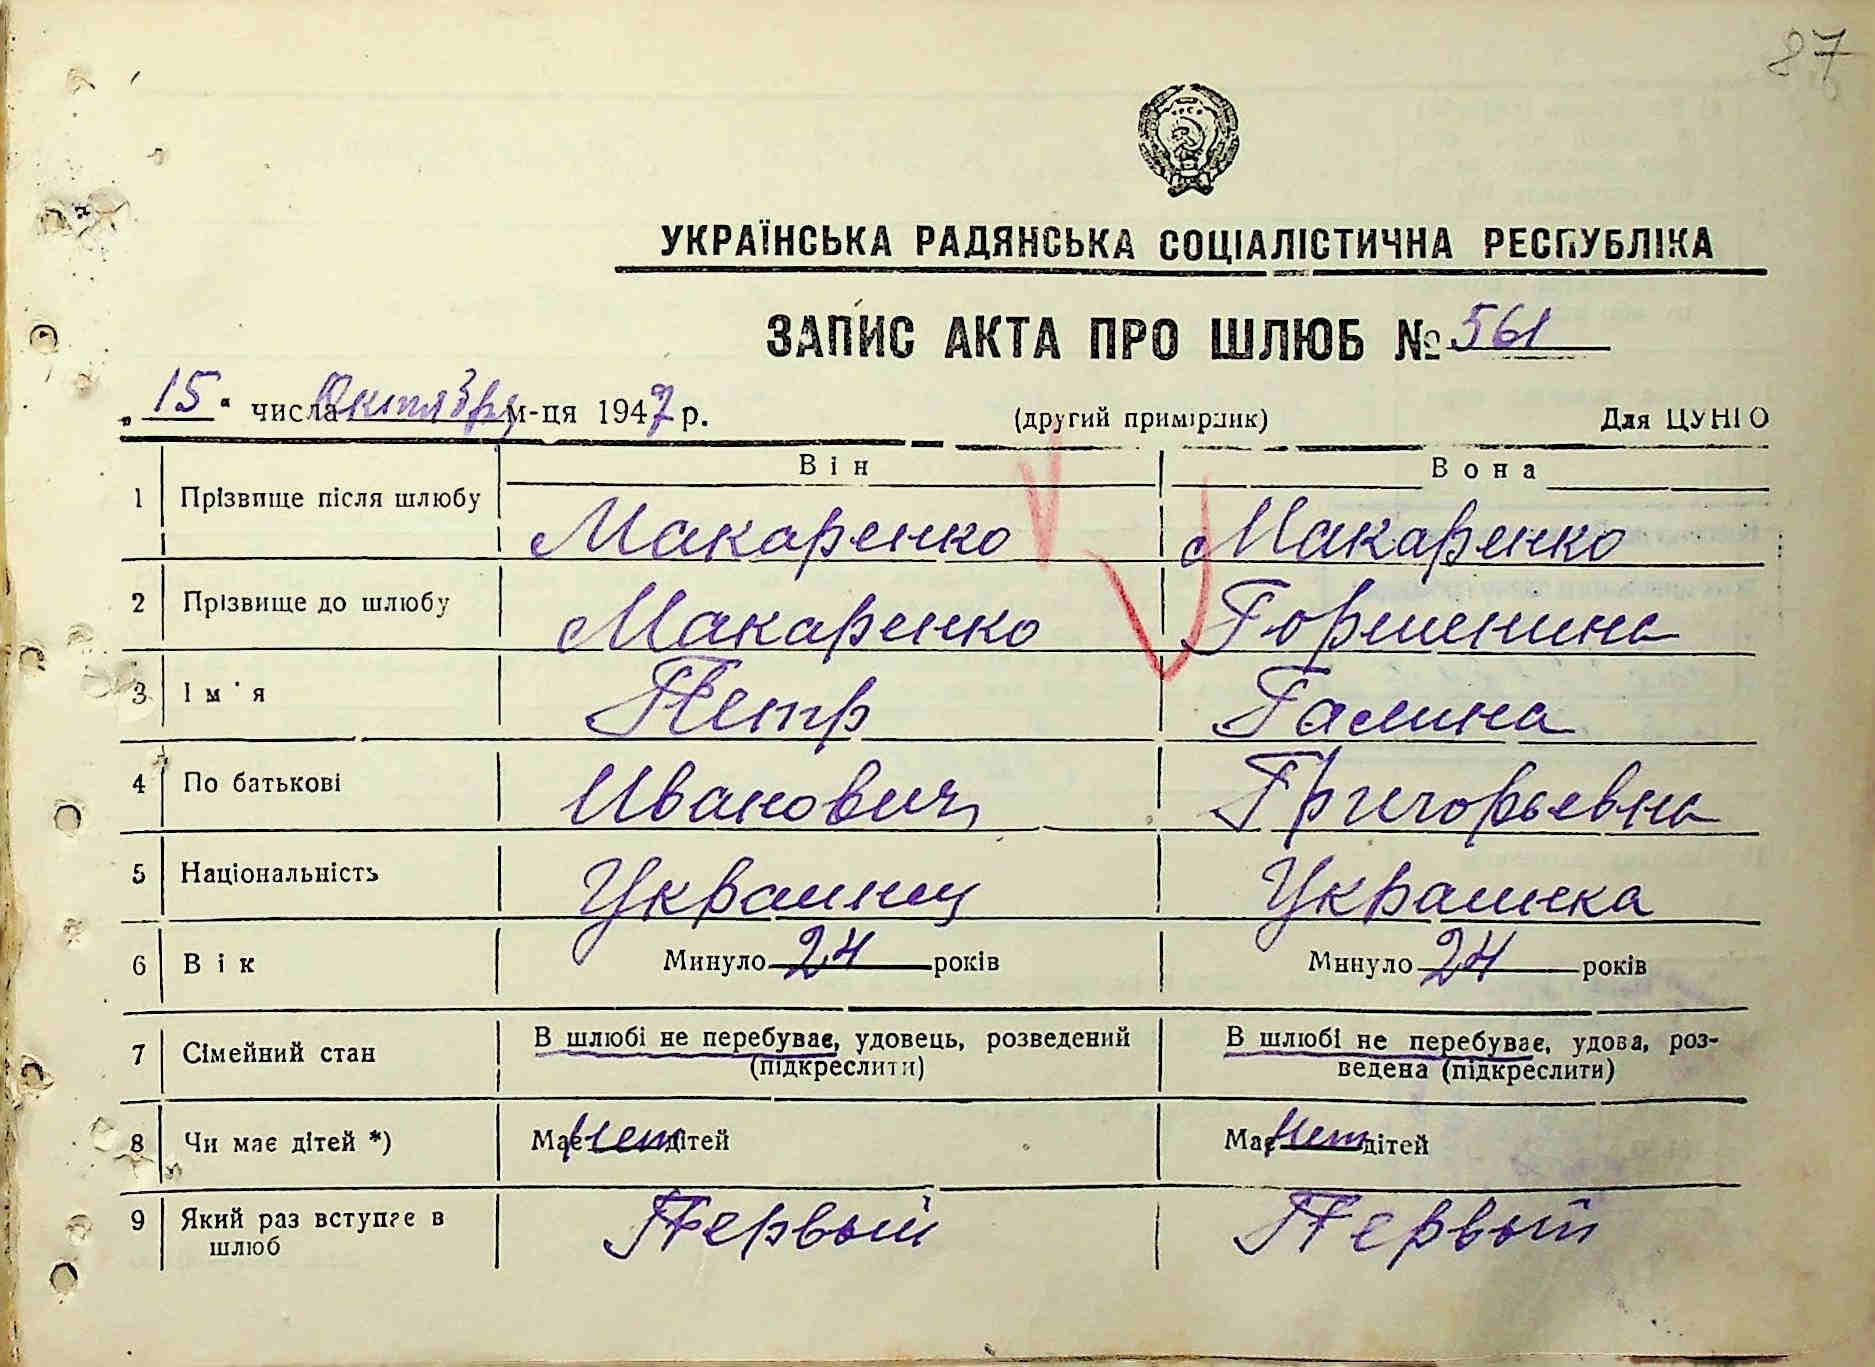 87
УКРАЇНСЬКА РАДЯНСЬКА СОЦІАЛІСТИЧНА РЕСПУБЛІКА
ЗАПИС АКТА ПРО ШЛЮБ № 561
„15" числа Октября м-ця 1947 р. (другий примірник) Для ЦУНГО
Він Вона
1 Прізвище після шлюбу Макаренко Макаренко
2 Прізвище до шлюбу Макаренко Горшенина
3 Ім'я Петр Галина
4 По батькові Иванович Григорьевна
5 Національність Украинец Украинка
6 Вік Минуло 24 років Минуло 24 років
7 Сімейний стан В шлюбі не перебуває, удовець, розведений (підкреслити) В шлюбі не перебуває, удова, роз-
ведена (підкреслити)
8 Чи має дітей *) Має нет дітей Має нет дітей
9 Який раз вступає в Первый Первый
шлюб